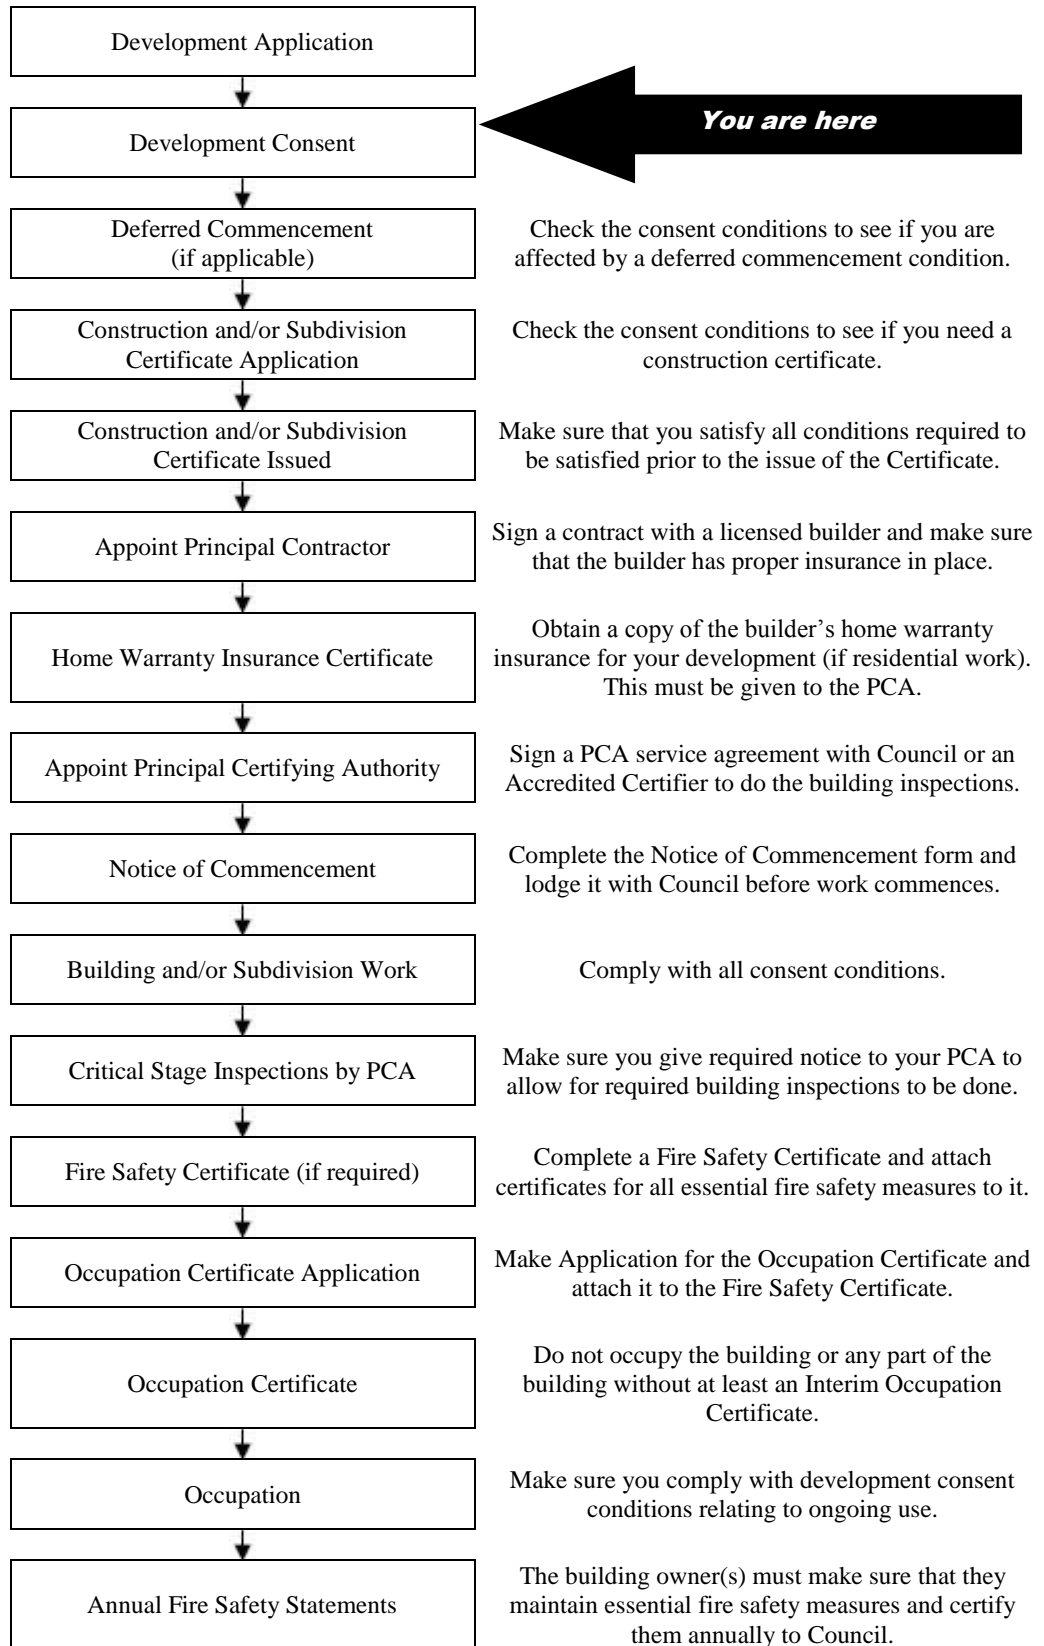 Development Application
Development Consent
You are here
Deferred Commencement
(if applicable)
Check the consent conditions to see if you are
affected by a deferred commencement condition.
Construction and/or Subdivision
Certificate Application
Check the consent conditions to see if you need a
construction certificate.
Construction and/or Subdivision
Certificate Issued
Make sure that you satisfy all conditions required to
be satisfied prior to the issue of the Certificate.
Appoint Principal Contractor
Sign a contract with a licensed builder and make sure
that the builder has proper insurance in place.
Home Warranty Insurance Certificate
Obtain a copy of the builder’s home warranty
insurance for your development (if residential work).
This must be given to the PCA.
Appoint Principal Certifying Authority
Sign a PCA service agreement with Council or an
Accredited Certifier to do the building inspections.
Notice of Commencement
Complete the Notice of Commencement form and
lodge it with Council before work commences.
Building and/or Subdivision Work
Comply with all consent conditions.
Critical Stage Inspections by PCA
Make sure you give required notice to your PCA to
allow for required building inspections to be done.
Fire Safety Certificate (if required)
Complete a Fire Safety Certificate and attach
certificates for all essential fire safety measures to it.
Occupation Certificate Application
Make Application for the Occupation Certificate and
attach it to the Fire Safety Certificate.
Occupation Certificate
Do not occupy the building or any part of the
building without at least an Interim Occupation
Certificate.
Occupation
Make sure you comply with development consent
conditions relating to ongoing use.
Annual Fire Safety Statements
The building owner(s) must make sure that they
maintain essential fire safety measures and certify
them annually to Council.